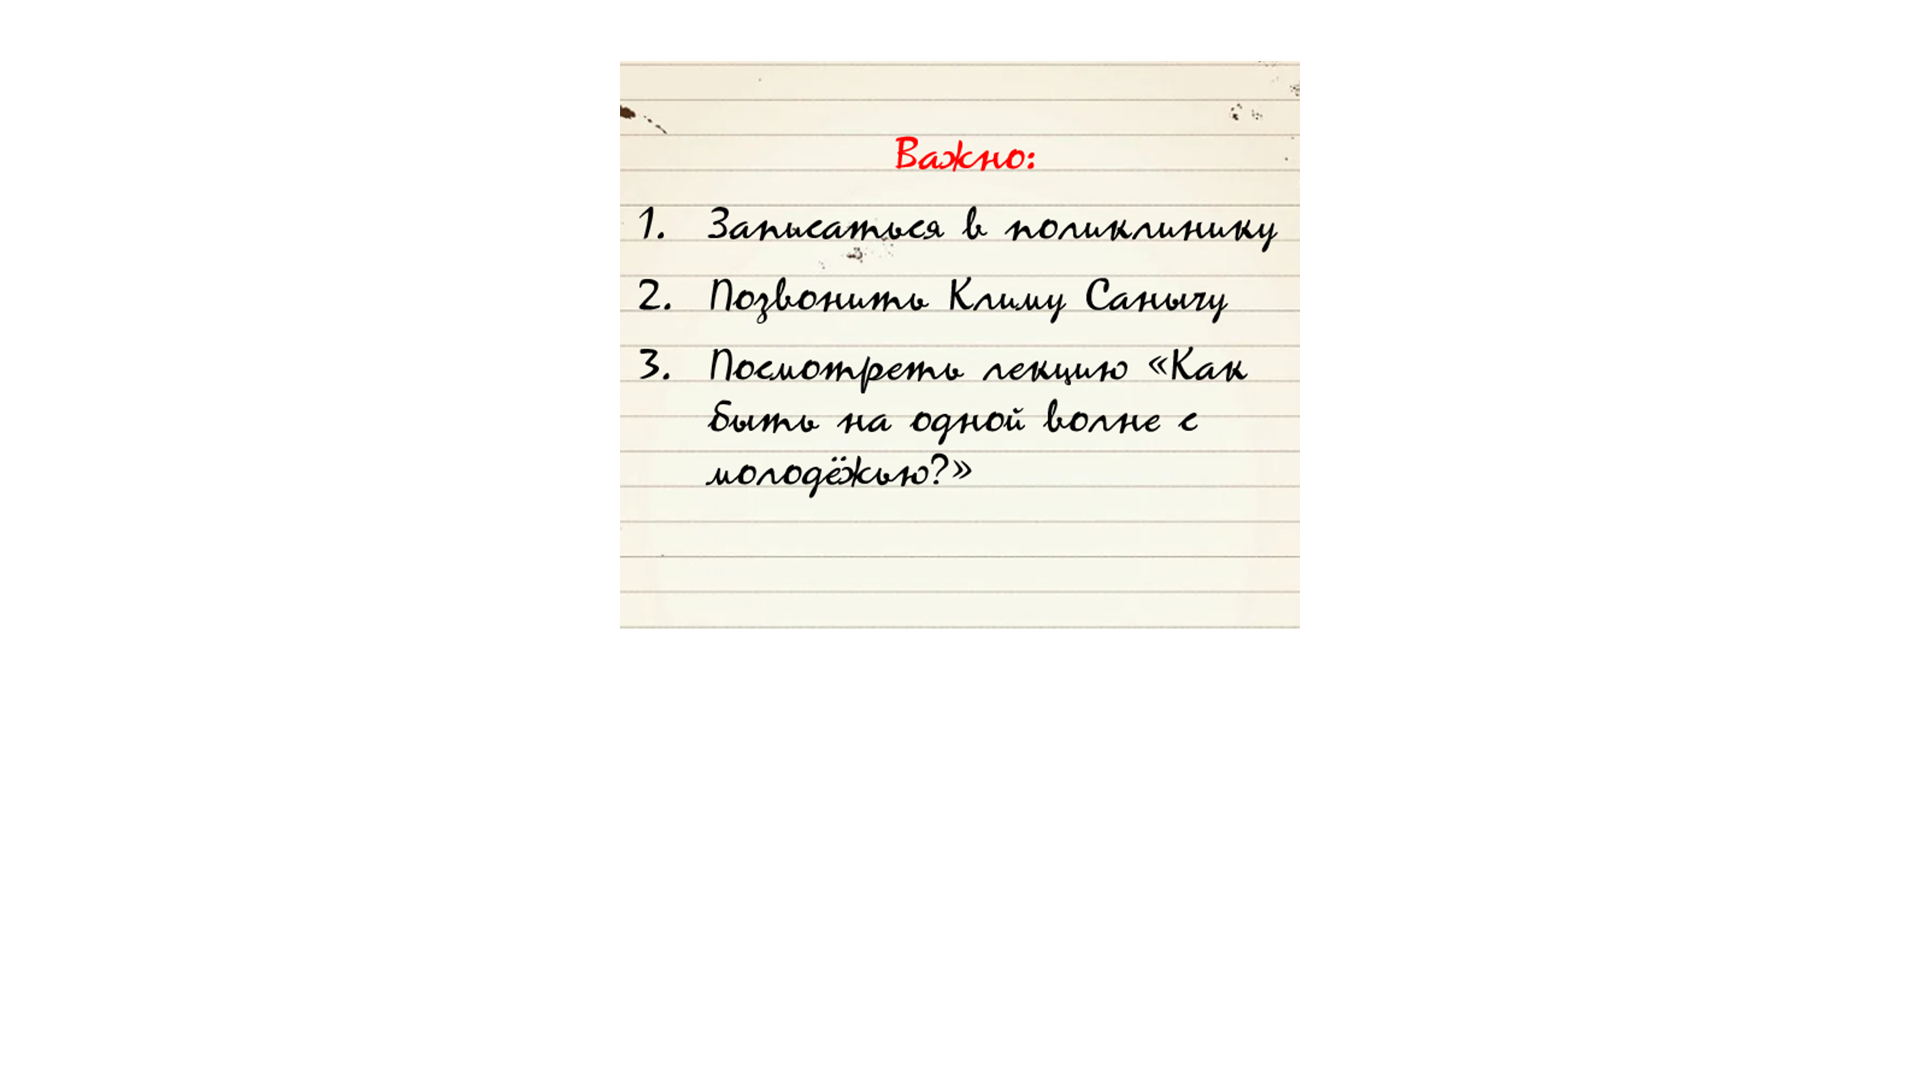 Важно:
1. Записаться в поликлинику
2. Позвонить Климу Санычу
3. Посмотреть лекцию «Как
быть на одной волне с
молодёжью?»